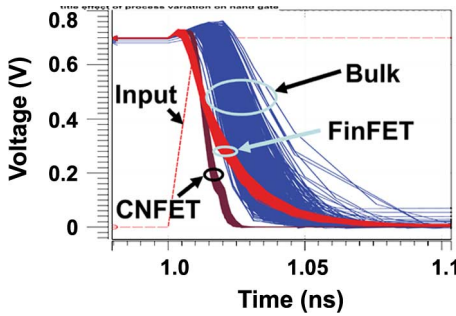 title effect of process variation on nand gate
0.8
Bulk
Input
0.6
Voltage (V)
0.4
FinFET
0.2
CNFET
0
1.0
1.05
1.1
Time (ns)